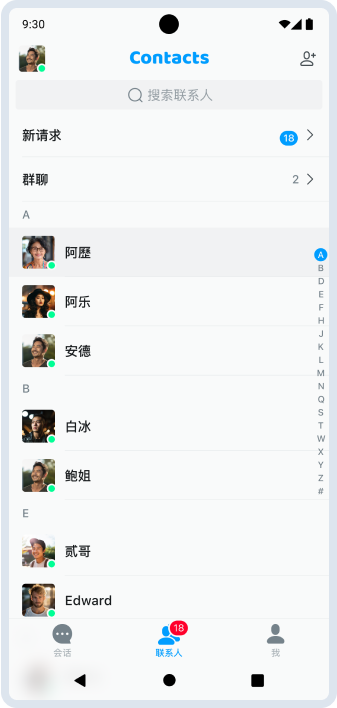 9:30
Contacts
搜索联系人
新请求 18
群聊 2
A
阿歷
阿乐
安德
B
白冰
鲍姐
E
贰哥
Edward
A
B
D
E
F
H
J
K
L
M
N
Q
S
T
W
X
Y
Z
#
18
会话
联系人
我